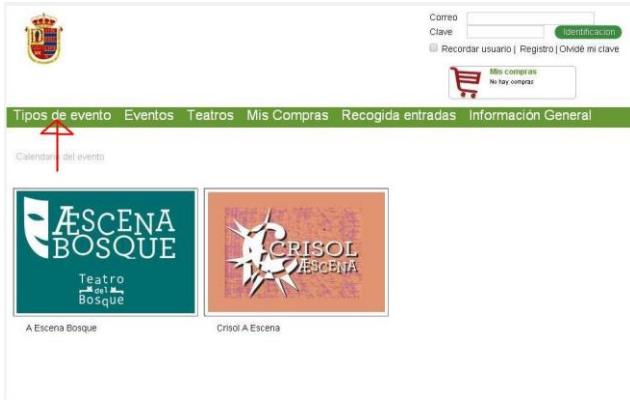 Correo
Clave
Identificacion
Recordar usuario | Registro | Olvidé mi clave
Mis compras
No hay compras
Tipos de evento Eventos Teatros Mis Compras Recogida entradas Información General
Calendario del evento
ÆSCENA
BOSQUE
Teatro
del
Bosque
CRISOL
ÆSCENA
A Escena Bosque
Crisol A Escena